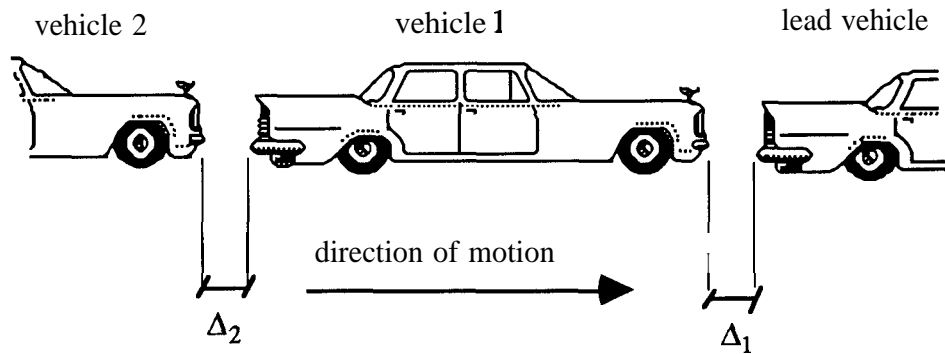 vehicle 2
vehicle 1
lead vehicle
direction of motion
Δ2
Δ1